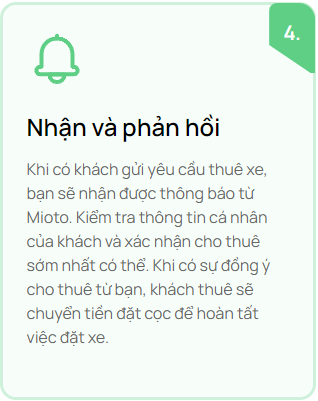 4.
Nhận và phản hồi
Khi có khách gửi yêu cầu thuê xe,
bạn sẽ nhận được thông báo từ
Mioto. Kiểm tra thông tin cá nhân
của khách và xác nhận cho thuê
sớm nhất có thể. Khi có sự đồng ý
cho thuê từ bạn, khách thuê sẽ
chuyển tiền đặt cọc để hoàn tất
việc đặt xe.